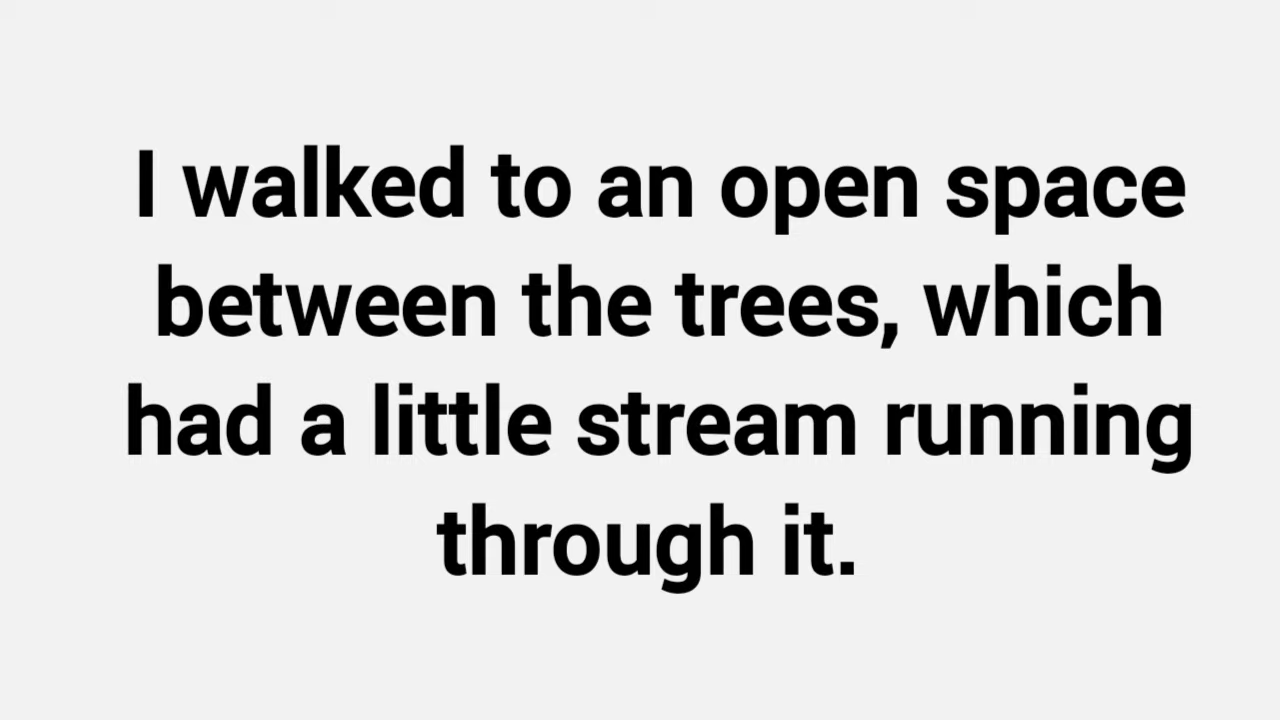 I walked to an open space
between the trees, which
had a little stream running
through it.